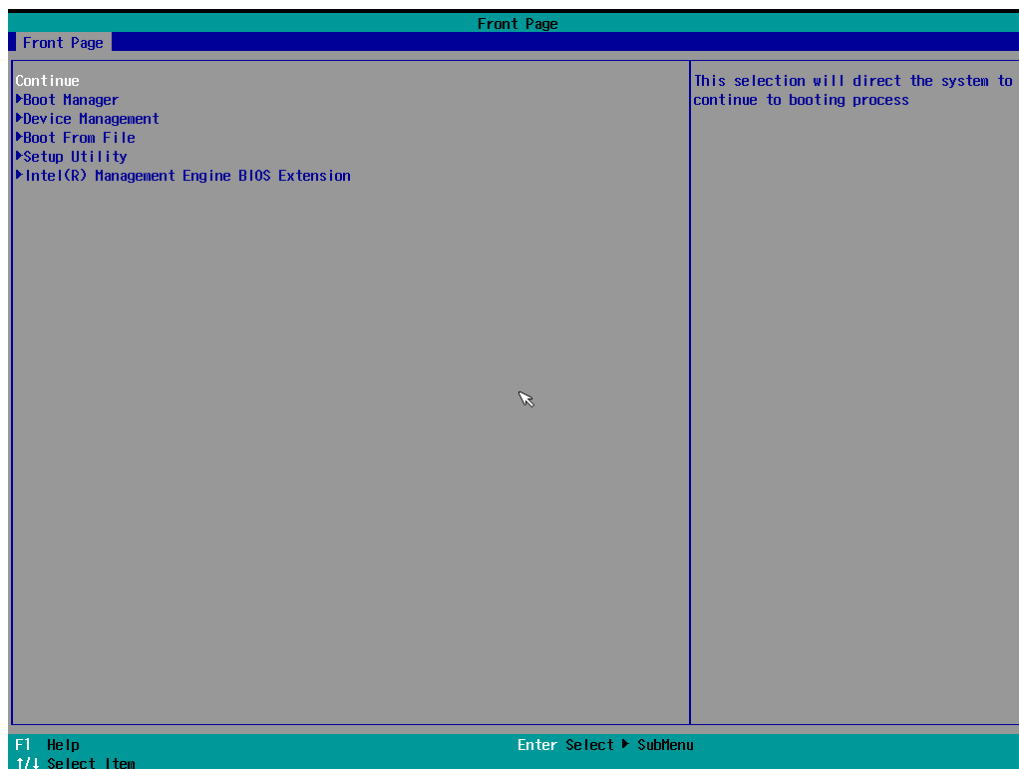 Front Page
Front Page
Continue
Boot Manager
Device Management
Boot From File
Setup Utility
Intel(R) Management Engine BIOS Extension
This selection will direct the system to
continue to booting process
F1 Help
↑/↓ Select Item
Enter Select ▶ SubMenu